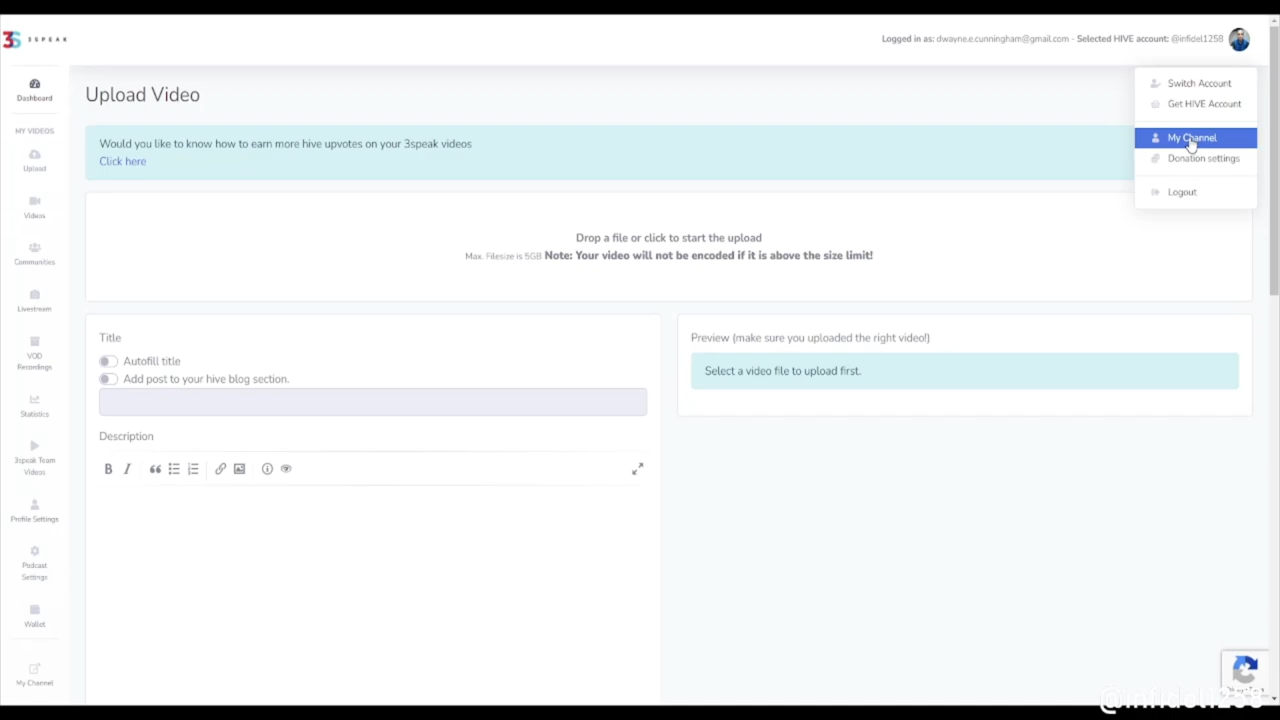 3SPEAK
Logged in as: dwayne.e.cunningham@gmail.com - Selected HIVE account: @infidel1258
Switch Account
Get HIVE Account
My Channel
Donation settings
Logout
Dashboard
MY VIDEOS
Upload
Videos
Communities
Livestream
VOD
Recordings
Statistics
3speak Team
Videos
Profile Settings
Podcast
Settings
Wallet
My Channel
Upload Video
Would you like to know how to earn more hive upvotes on your 3speak videos
Click here
Drop a file or click to start the upload
Max. Filesize is 5GB Note: Your video will not be encoded if it is above the size limit!
Title
Autofill title
Add post to your hive blog section.
Description
Preview (make sure you uploaded the right video!)
Select a video file to upload first.
@infidel1258